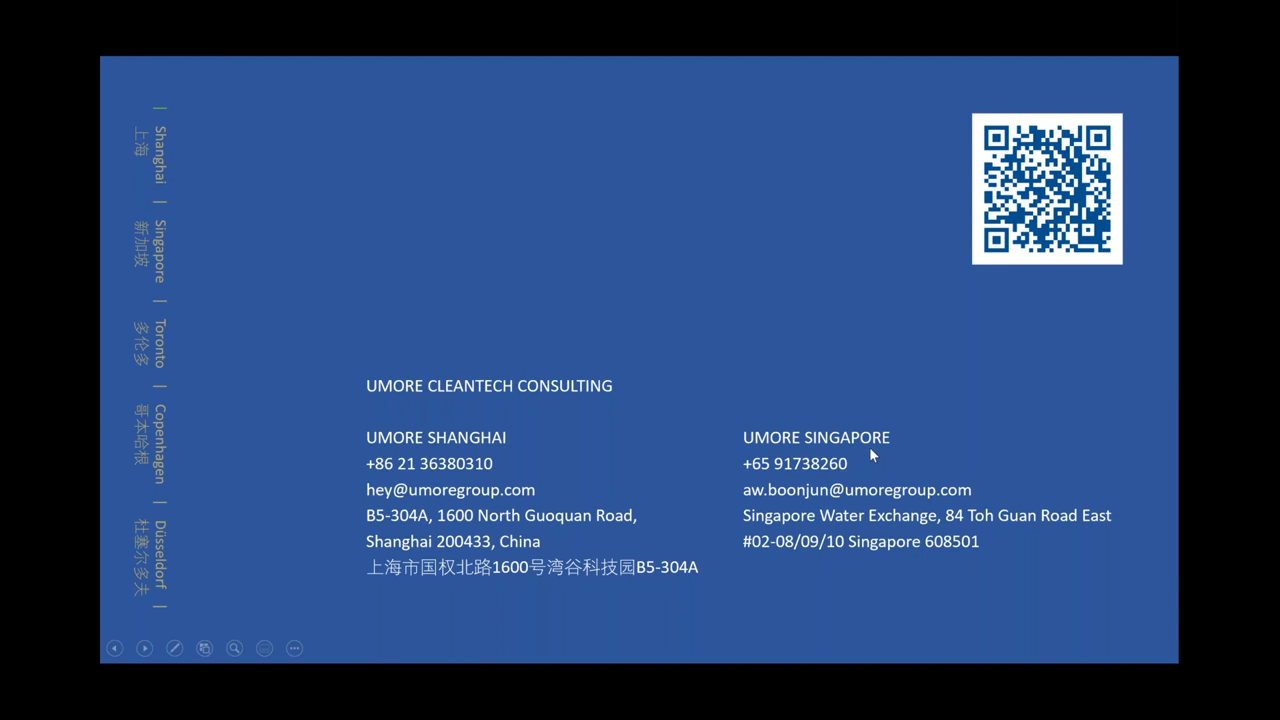 | Shanghai | Singapore | Toronto | Copenhagen | Düsseldorf |
上海 新加坡 多伦多 哥本哈根 杜塞尔多夫
UMORE CLEANTECH CONSULTING
UMORE SHANGHAI
+86 21 36380310
hey@umoregroup.com
B5-304A, 1600 North Guoquan Road,
Shanghai 200433, China
上海市国权北路1600号湾谷科技园B5-304A
UMORE SINGAPORE
+65 91738260
aw.boonjun@umoregroup.com
Singapore Water Exchange, 84 Toh Guan Road East
#02-08/09/10 Singapore 608501